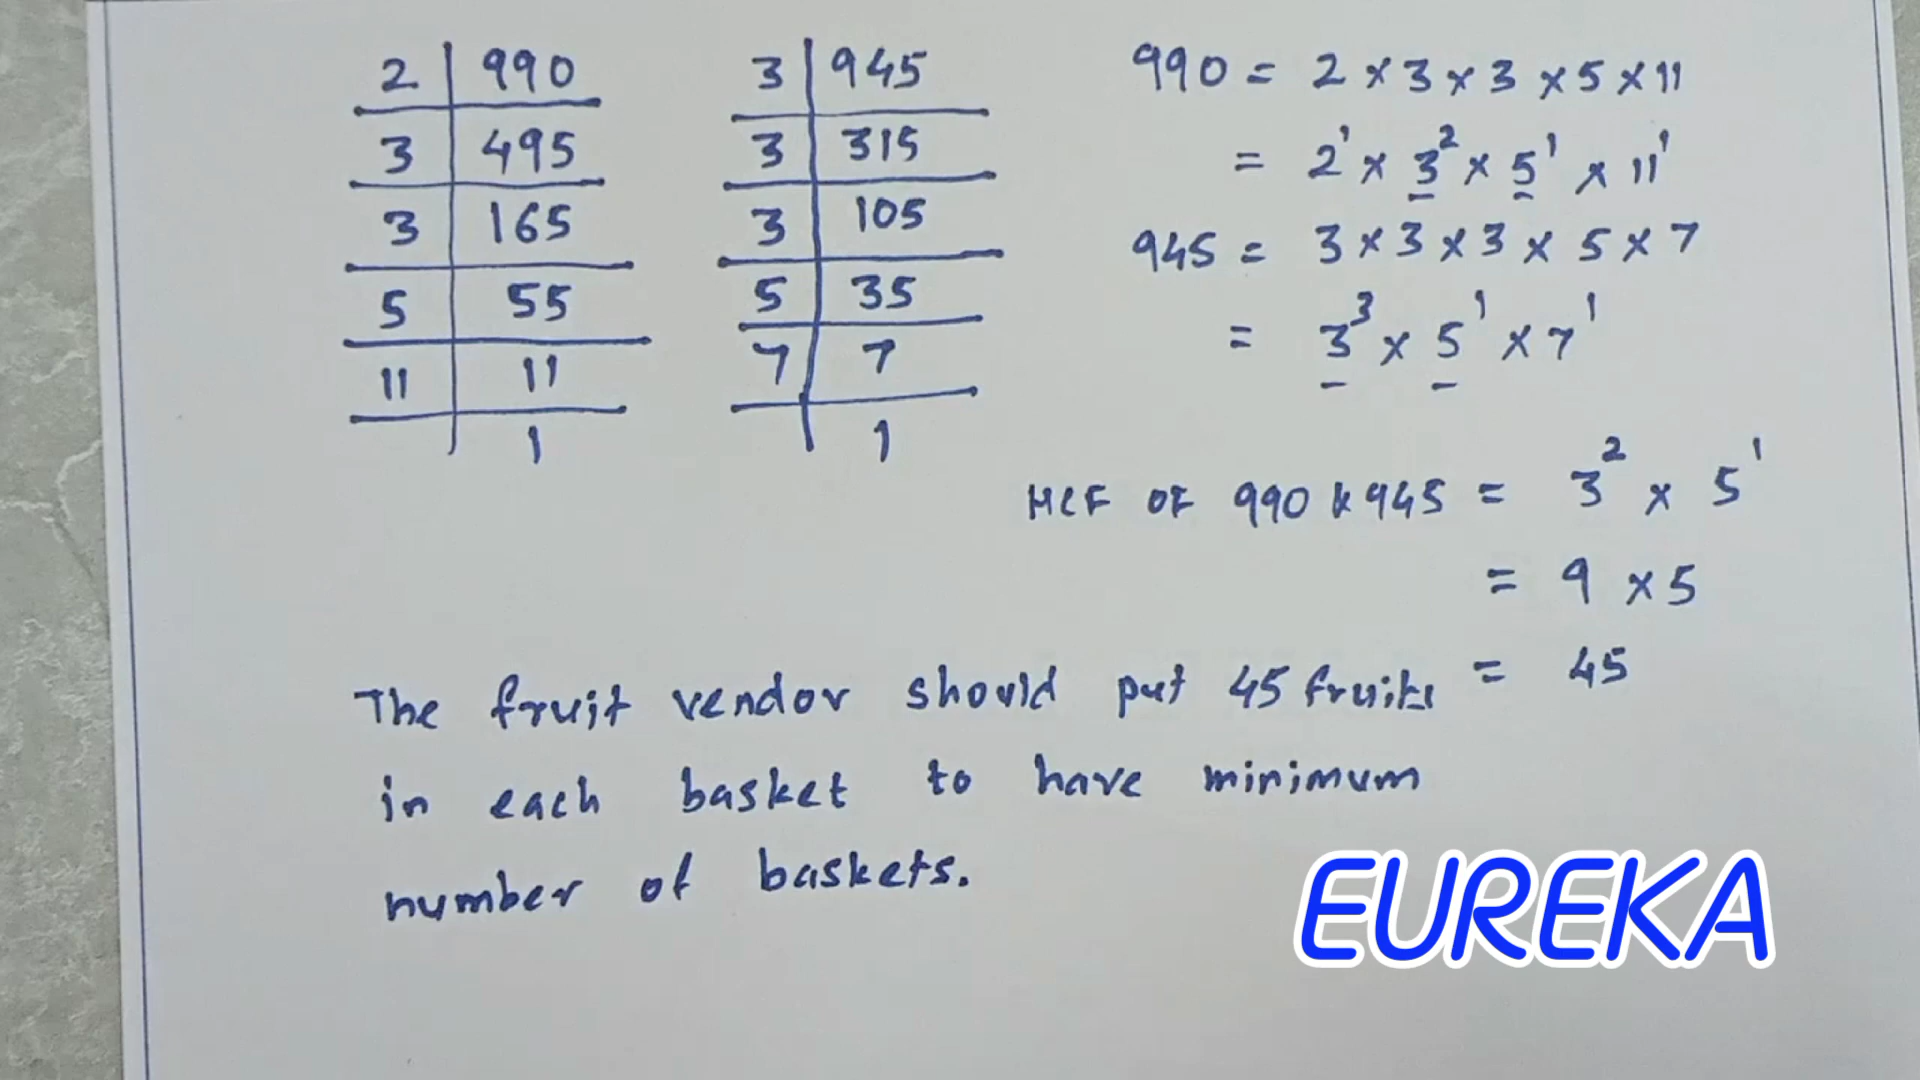 2 | 990
3 | 495
3 | 165
5 | 55
11 | 11
1
3 | 945
3 | 315
3 | 105
5 | 35
7 | 7
1
990 = 2 × 3 × 3 × 5 × 11
= 2¹ × 3² × 5¹ × 11¹
945 = 3 × 3 × 3 × 5 × 7
= 3³ × 5¹ × 7¹
HCF OF 990 & 945 = 3² × 5¹
= 9 × 5
= 45
The fruit vendor should put 45 fruits
in each basket to have minimum
number of baskets.
EUREKA